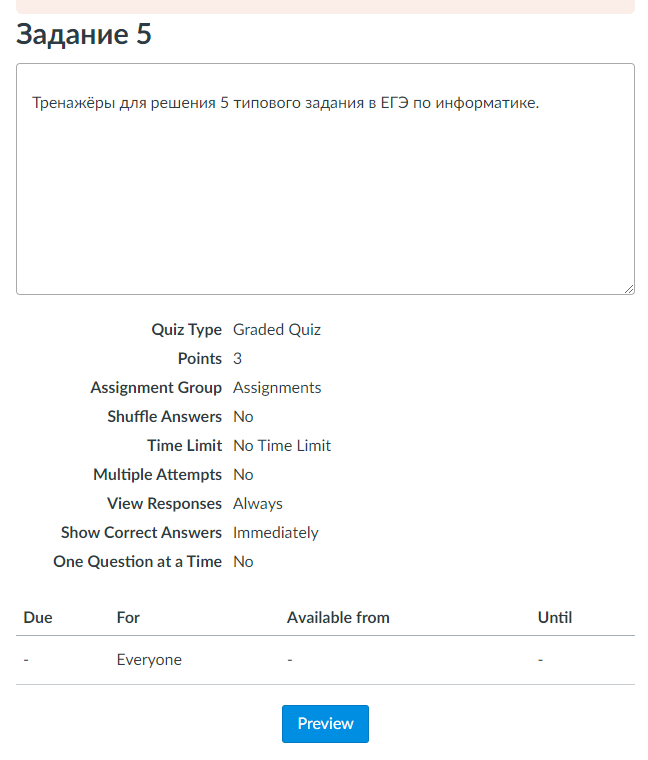 Задание 5
Тренажёры для решения 5 типового задания в ЕГЭ по информатике.
Quiz Type Graded Quiz
Points 3
Assignment Group Assignments
Shuffle Answers No
Time Limit No Time Limit
Multiple Attempts No
View Responses Always
Show Correct Answers Immediately
One Question at a Time No
Due For Available from Until
- Everyone - -
Preview